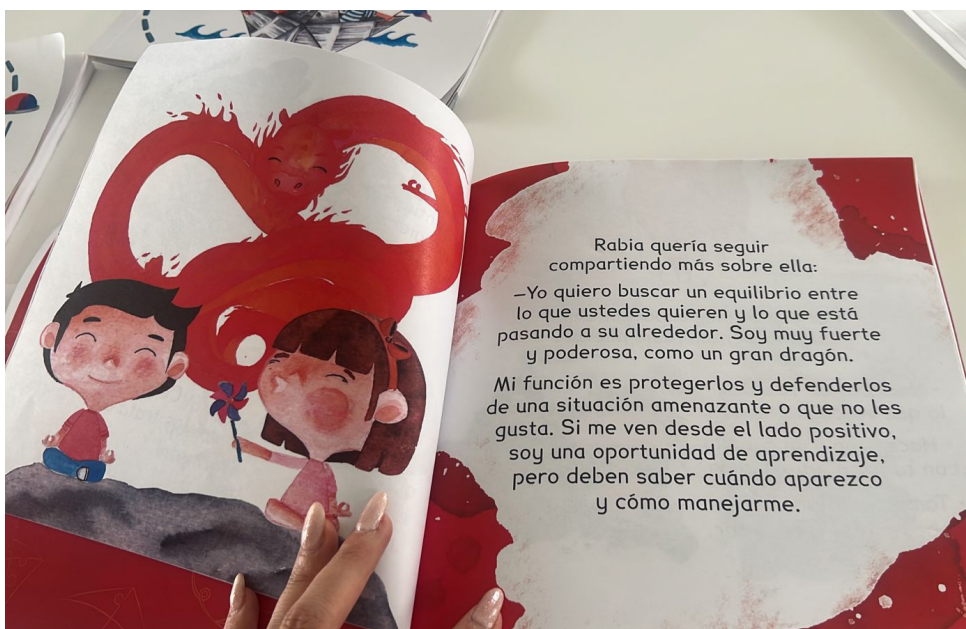 Rabia quería seguir
compartiendo más sobre ella:
–Yo quiero buscar un equilibrio entre
lo que ustedes quieren y lo que está
pasando a su alrededor. Soy muy fuerte
y poderosa, como un gran dragón.
Mi función es protegerlos y defenderlos
de una situación amenazante o que no les
gusta. Si me ven desde el lado positivo,
soy una oportunidad de aprendizaje,
pero deben saber cuándo aparezco
y cómo manejarme.